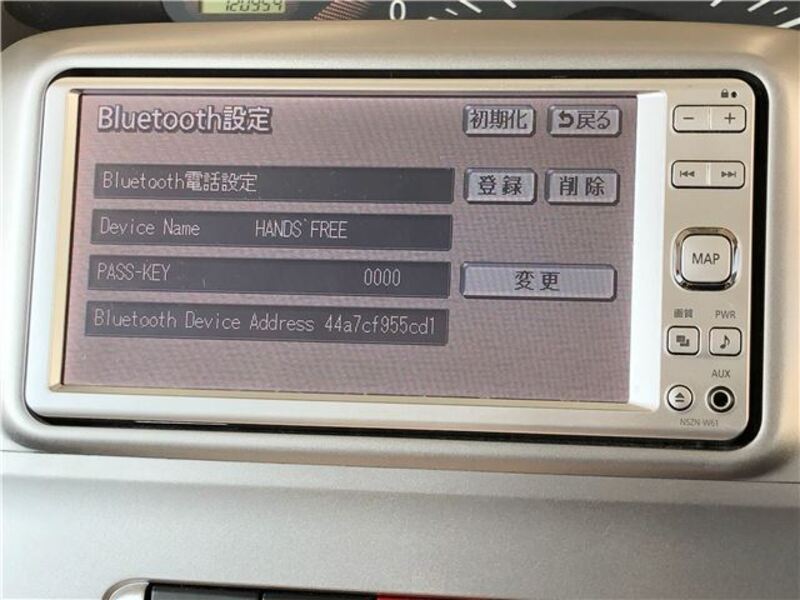 120954
0
Bluetooth設定 初期化 戻る
Bluetooth電話設定 登録 削除
Device Name HANDS`FREE
PASS-KEY 0000 変更
Bluetooth Device Address 44a7cf955cd1
− +
MAP
画質 PWR
AUX
NSZN-W61